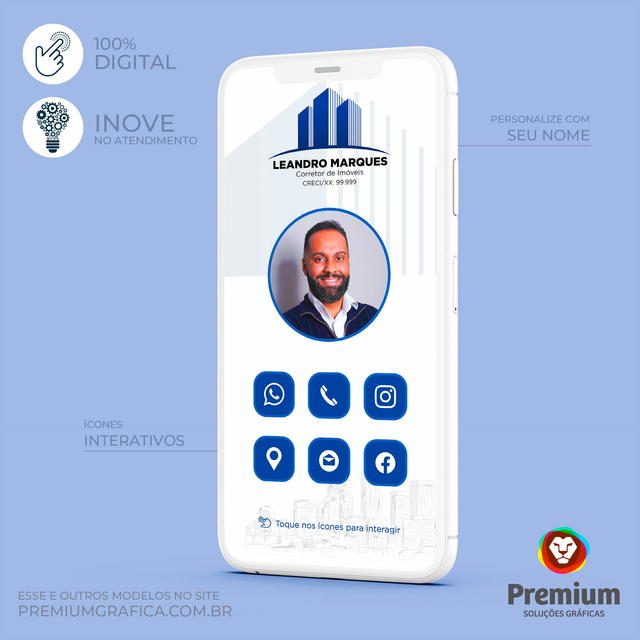 100%
DIGITAL
INOVE
NO ATENDIMENTO
PERSONALIZE COM
SEU NOME
LEANDRO MARQUES
Corretor de Imóveis
CRECI/XX: 99.999
ÍCONES
INTERATIVOS
Toque nos ícones para interagir
ESSE E OUTROS MODELOS NO SITE
PREMIUMGRAFICA.COM.BR
Premium
SOLUÇÕES GRÁFICAS